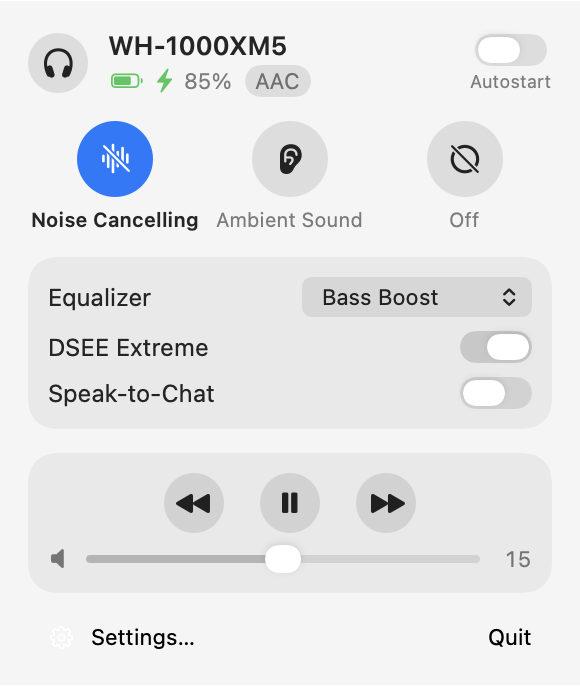 WH-1000XM5
85% AAC
Autostart
Noise Cancelling
Ambient Sound
Off
Equalizer
Bass Boost
DSEE Extreme
Speak-to-Chat
15
Settings...
Quit